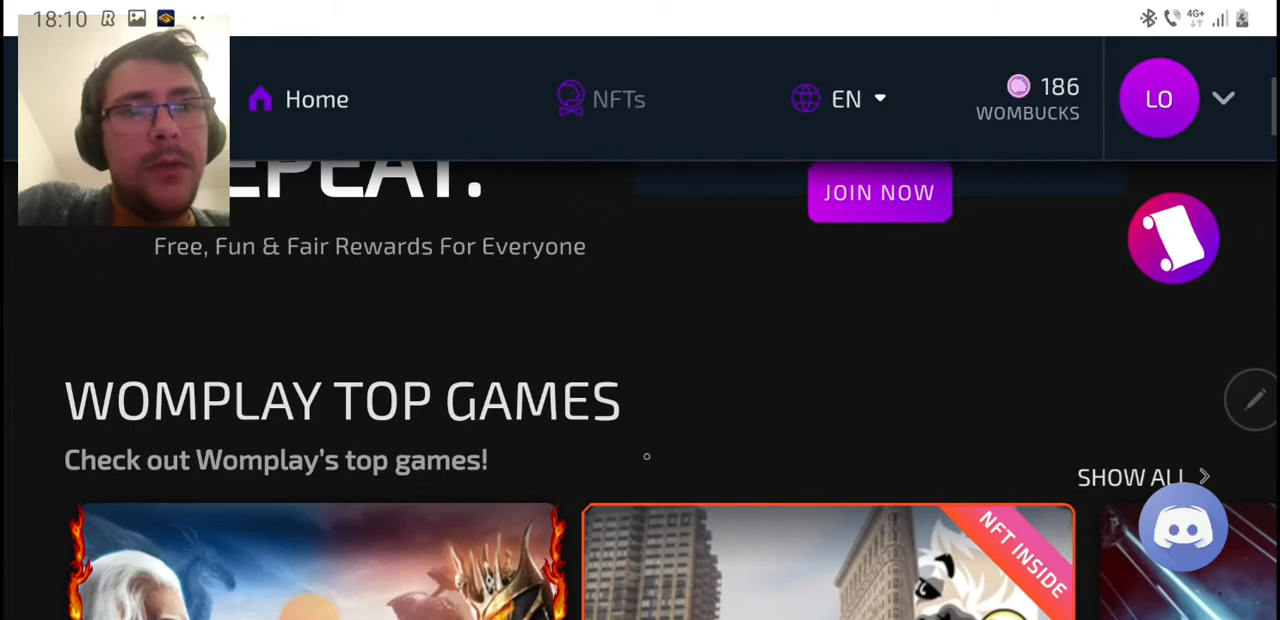 18:10
4G+
Home
NFTs
EN
186
WOMBUCKS
LO
EPEAT.
JOIN NOW
Free, Fun & Fair Rewards For Everyone
WOMPLAY TOP GAMES
Check out Womplay's top games!
SHOW ALL
NFT INSIDE